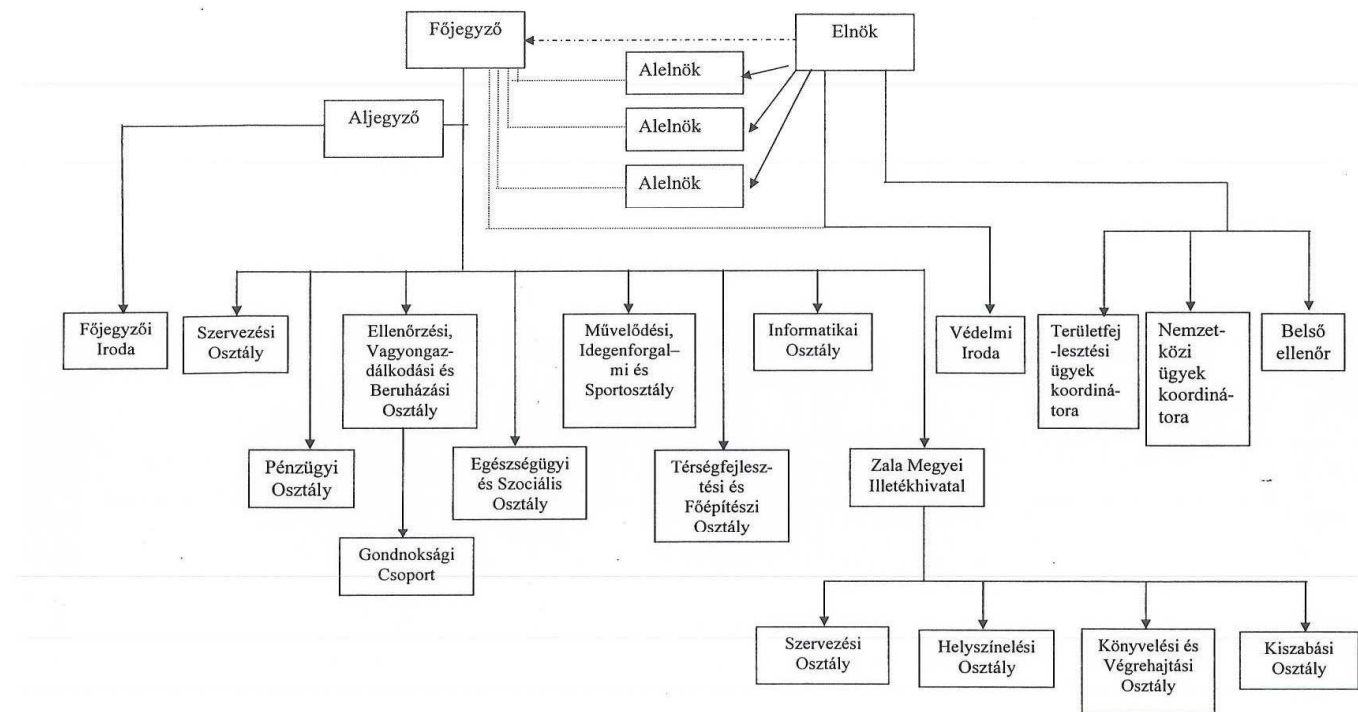 Főjegyző
Elnök
Alelnök
Alelnök
Alelnök
Aljegyző
Főjegyzői
Iroda
Szervezési
Osztály
Ellenőrzési,
Vagyongaz-
dálkodási és
Beruházási
Osztály
Művelődési,
Idegenforgal–
mi és
Sportosztály
Informatikai
Osztály
Védelmi
Iroda
Területfej
-lesztési
ügyek
koordiná-
tora
Nemzet-
közi
ügyek
koordiná-
tora
Belső
ellenőr
Pénzügyi
Osztály
Egészségügyi
és Szociális
Osztály
Térségfejlesz-
tési és
Főépítészi
Osztály
Zala Megyei
Illetékhivatal
Gondnoksági
Csoport
Szervezési
Osztály
Helyszínelési
Osztály
Könyvelési és
Végrehajtási
Osztály
Kiszabási
Osztály